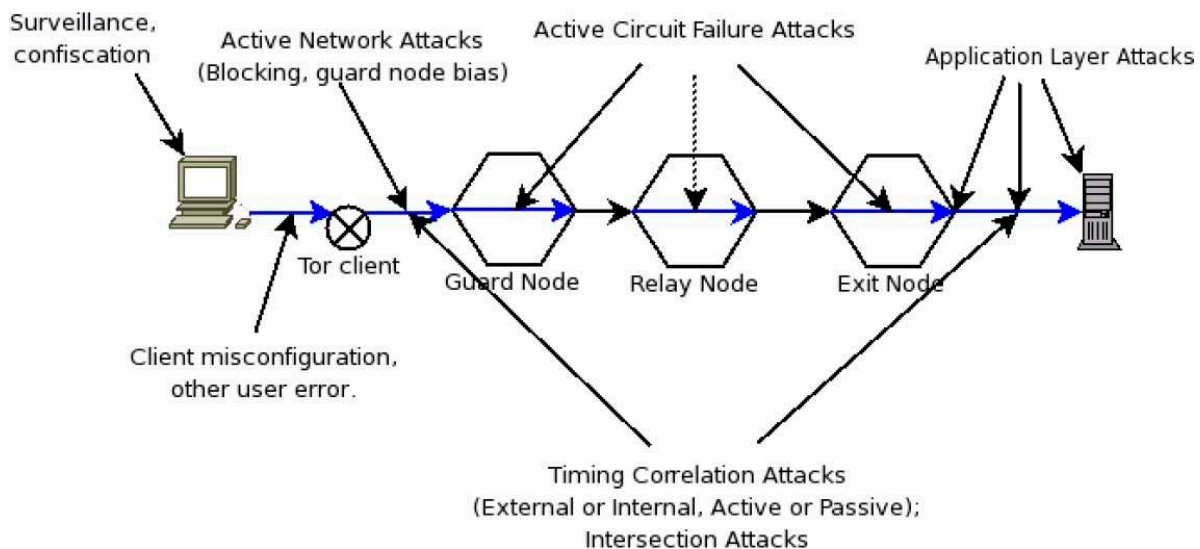 Surveillance,
confiscation
Active Network Attacks
(Blocking, guard node bias)
Active Circuit Failure Attacks
Application Layer Attacks
Tor client
Guard Node
Relay Node
Exit Node
Client misconfiguration,
other user error.
Timing Correlation Attacks
(External or Internal, Active or Passive);
Intersection Attacks